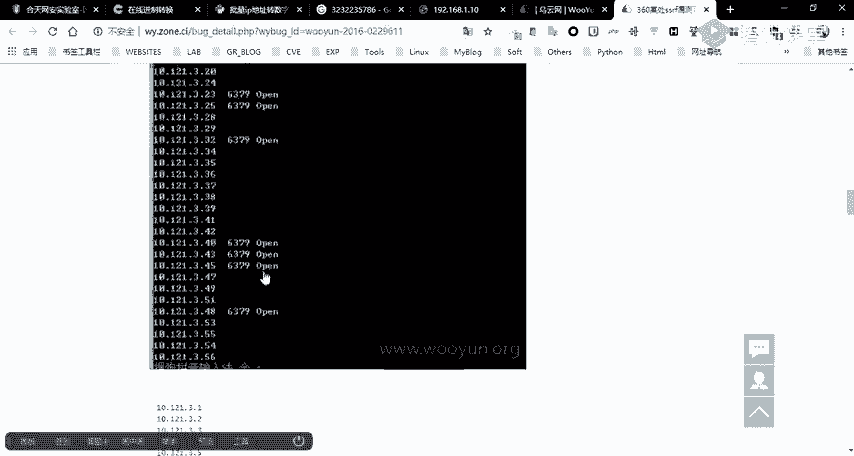 合天网安实验室
在线进制转换
批量ip地址转数字
3232235786 - G
192.168.1.10
乌云网 | WooYu
360某处ssrf漏洞
不安全 | wy.zone.ci/bug_detail.php?wybug_id=wooyun-2016-0229611
应用
书签工具栏
WEBSITES
LAB
GR_BLOG
CVE
EXP
Tools
Linux
MyBlog
Soft
Others
Python
Html
网址导航
»
其他书签
10.121.3.20
10.121.3.24
10.121.3.23 6379 Open
10.121.3.25 6379 Open
10.121.3.28
10.121.3.29
10.121.3.32 6379 Open
10.121.3.34
10.121.3.35
10.121.3.36
10.121.3.37
10.121.3.38
10.121.3.39
10.121.3.41
10.121.3.42
10.121.3.40 6379 Open
10.121.3.43 6379 Open
10.121.3.45 6379 Open
10.121.3.47
10.121.3.49
10.121.3.51
10.121.3.48 6379 Open
10.121.3.53
10.121.3.55
10.121.3.54
10.121.3.56
www.wooyun.org
10.121.3.1
10.121.3.2
10.121.3.3